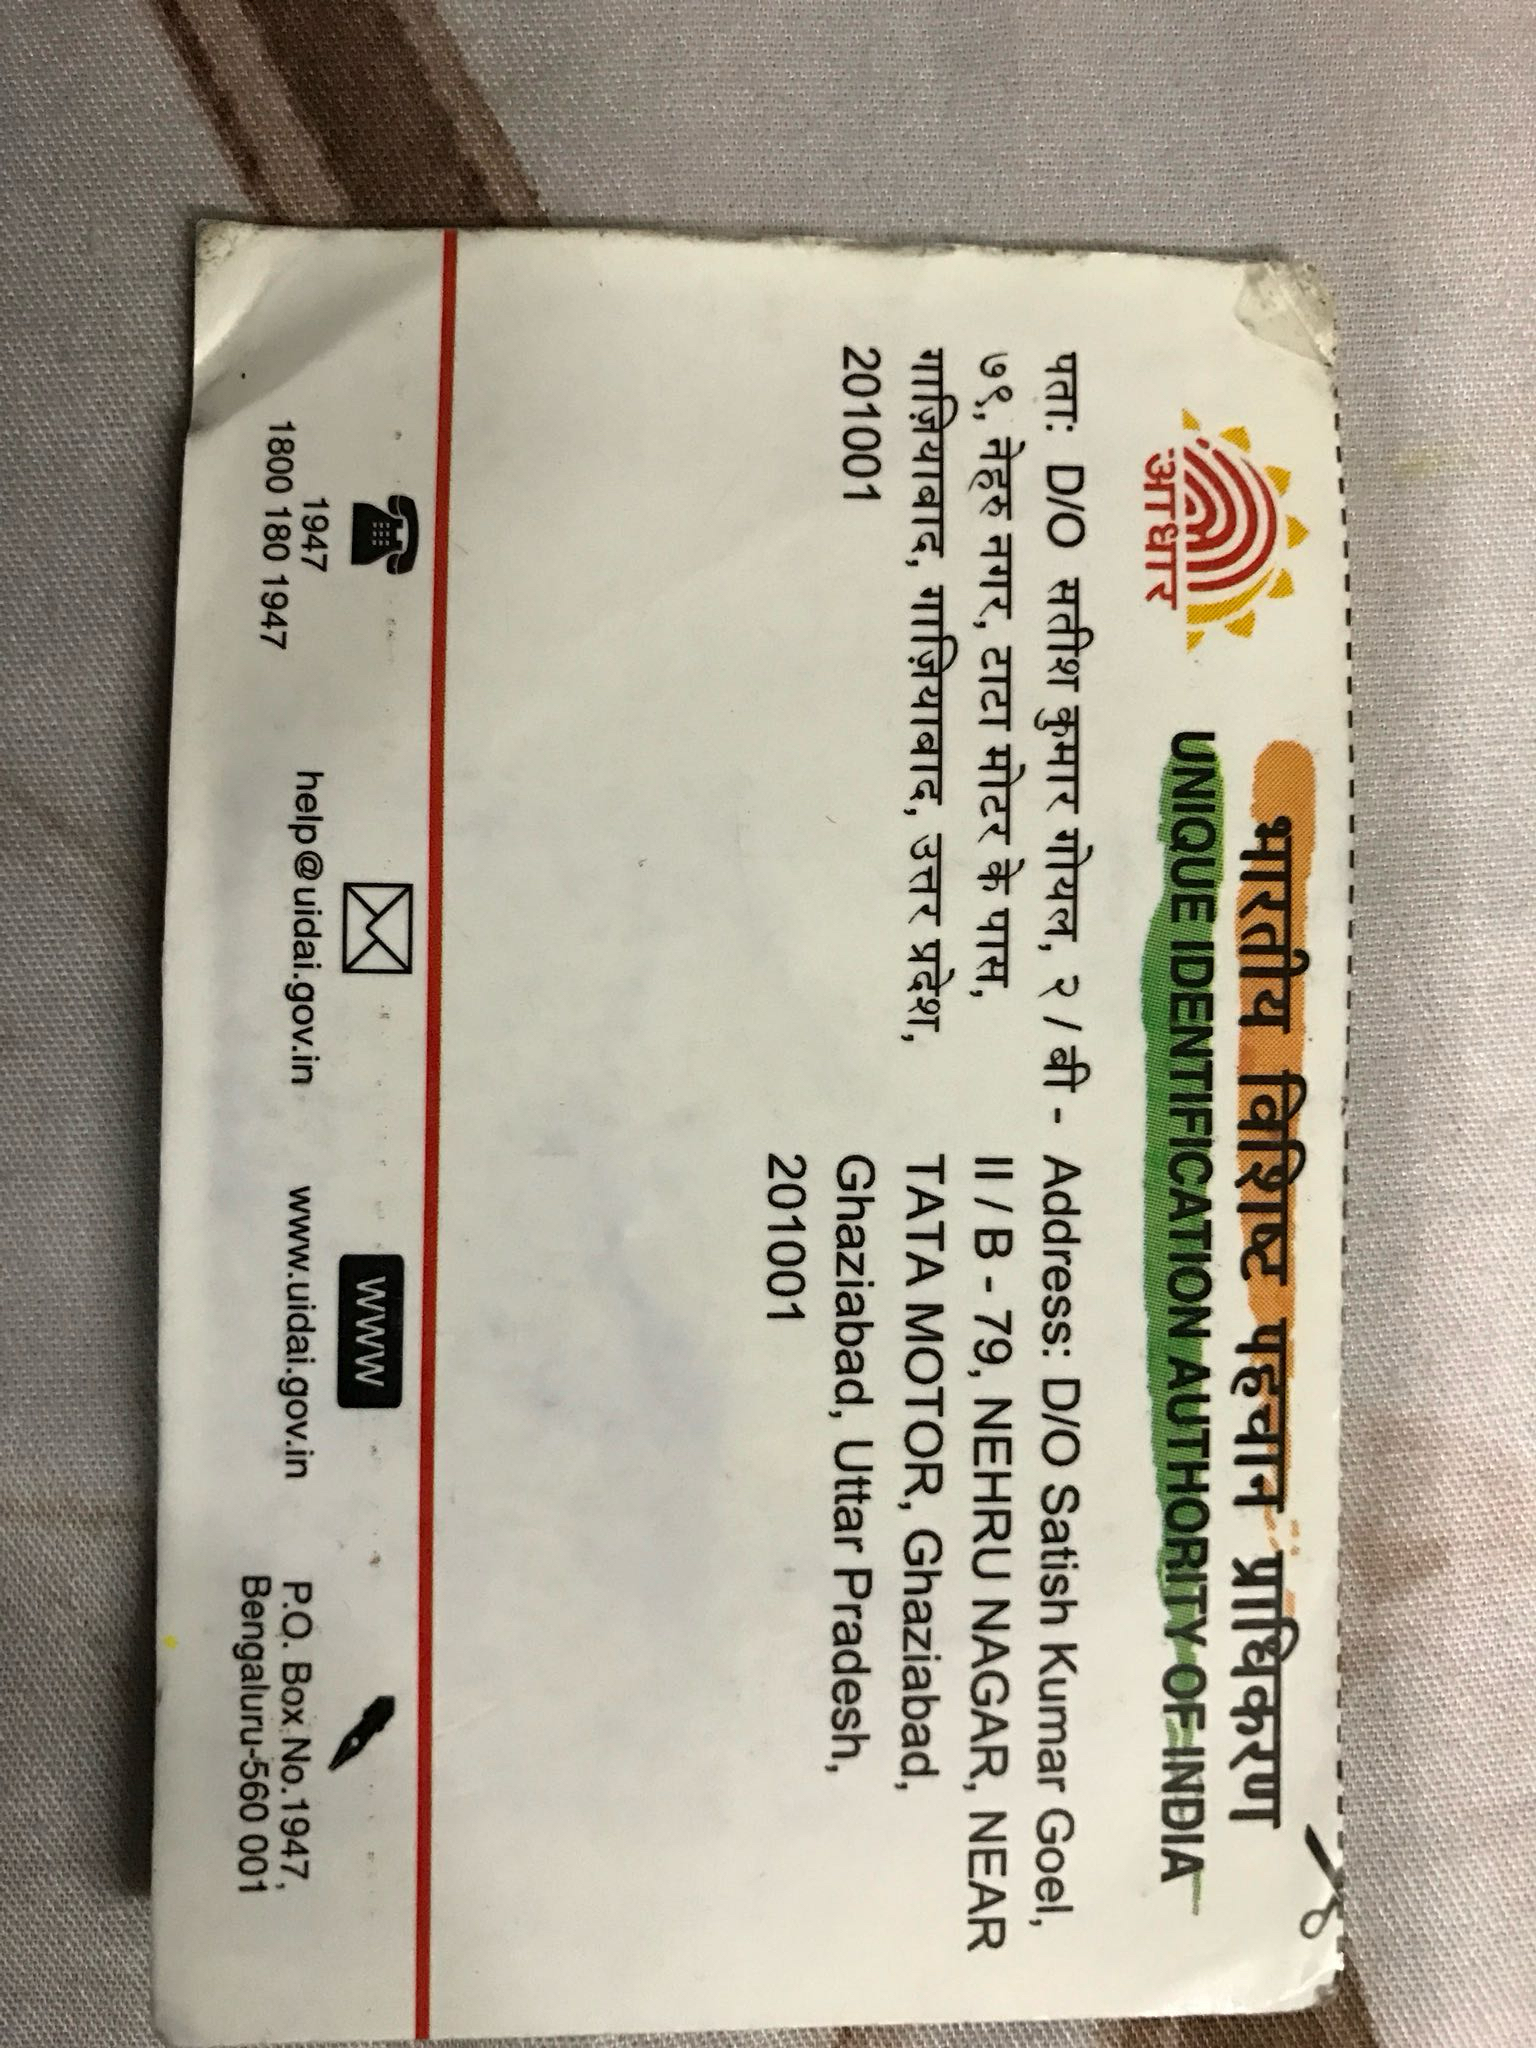 भारतीय विशिष्ट पहचान प्राधिकरण
UNIQUE IDENTIFICATION AUTHORITY OF INDIA
आधार
पता: D/O सतीश कुमार गोयल, २ / बी -
७९, नेहरु नगर, टाटा मोटर के पास,
गाज़ियाबाद, गाज़ियाबाद, उत्तर प्रदेश,
201001
Address: D/O Satish Kumar Goel,
II / B - 79, NEHRU NAGAR, NEAR
TATA MOTOR, Ghaziabad,
Ghaziabad, Uttar Pradesh,
201001
1947
1800 180 1947
help@uidai.gov.in
WWW
www.uidai.gov.in
P.O. Box No.1947,
Bengaluru-560 001